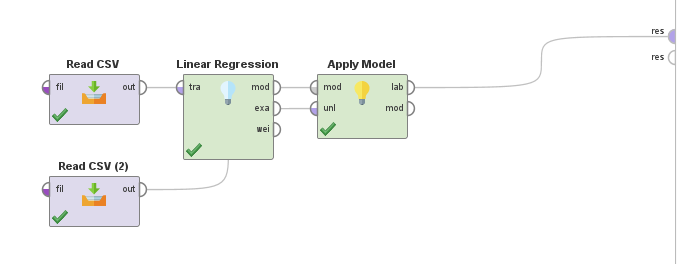 res
Read CSV
Linear Regression
Apply Model
res
fil
out
tra
mod
mod
lab
exa
unl
mod
wei
Read CSV (2)
fil
out